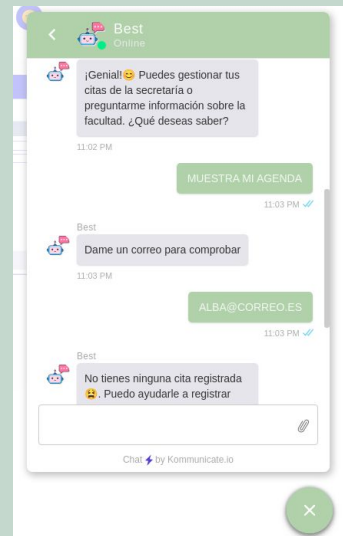 Best
Online
¡Genial!😊 Puedes gestionar tus
citas de la secretaría o
preguntarme información sobre la
facultad. ¿Qué deseas saber?
11:02 PM
MUESTRA MI AGENDA
11:03 PM
Best
Dame un correo para comprobar
11:03 PM
ALBA@CORREO.ES
11:03 PM
Best
No tienes ninguna cita registrada
😫. Puedo ayudarle a registrar
Chat ⚡ by Kommunicate.io